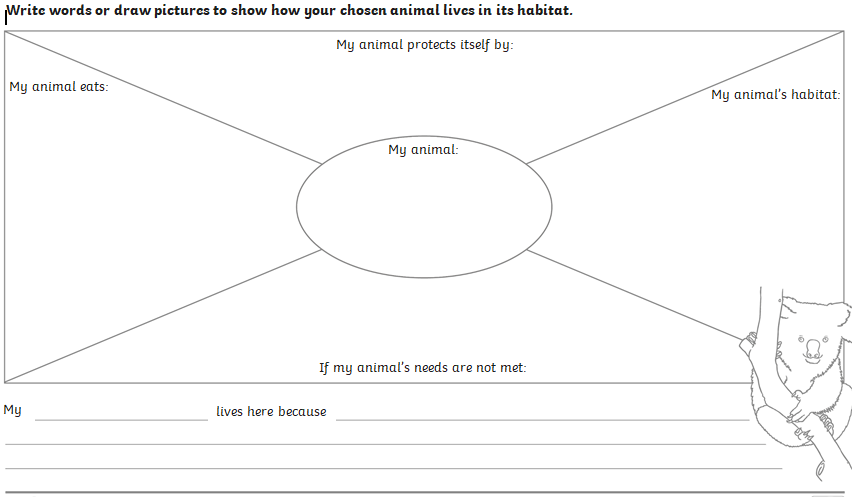 Write words or draw pictures to show how your chosen animal lives in its habitat.
My animal protects itself by:
My animal eats:
My animal's habitat:
My animal:
If my animal's needs are not met:
My lives here because